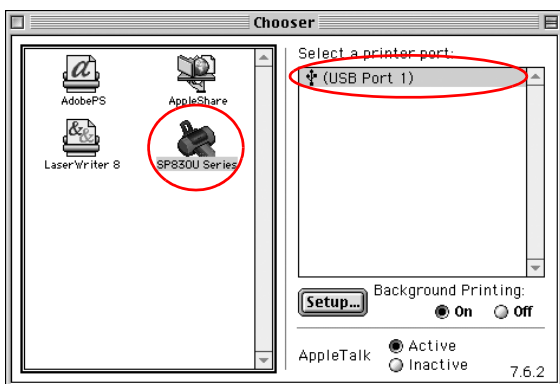 Chooser
AdobePS
AppleShare
LaserWriter 8
SP830U Series
Select a printer port:
(USB Port 1)
Setup...
Background Printing:
On Off
AppleTalk
Active
Inactive
7.6.2